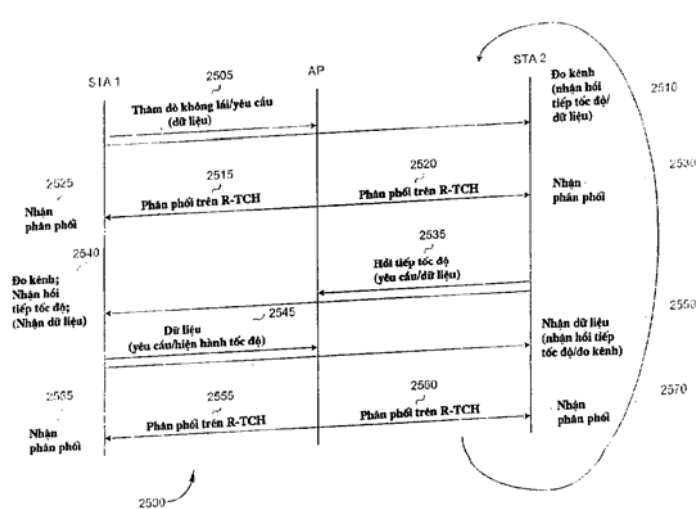 STA 1
2505
AP
STA 2
Thăm dò không lái/yêu cầu
(dữ liệu)
Đo kênh
(nhận hồi
tiếp tốc độ/
dữ liệu)
2510
2525
Nhận
phân phối
2515
Phân phối trên R-TCH
2520
Phân phối trên R-TCH
2530
Nhận
phân phối
2535
Hồi tiếp tốc độ
(yêu cầu/dữ liệu)
2540
Đo kênh;
Nhận hồi
tiếp tốc độ;
(Nhận dữ liệu)
2545
Dữ liệu
(yêu cầu/hiện hành tốc độ)
2550
Nhận dữ liệu
(nhận hồi tiếp
tốc độ/đo kênh)
2555
Nhận
phân phối
2555
Phân phối trên R-TCH
2560
Phân phối trên R-TCH
2570
Nhận
phân phối
2500